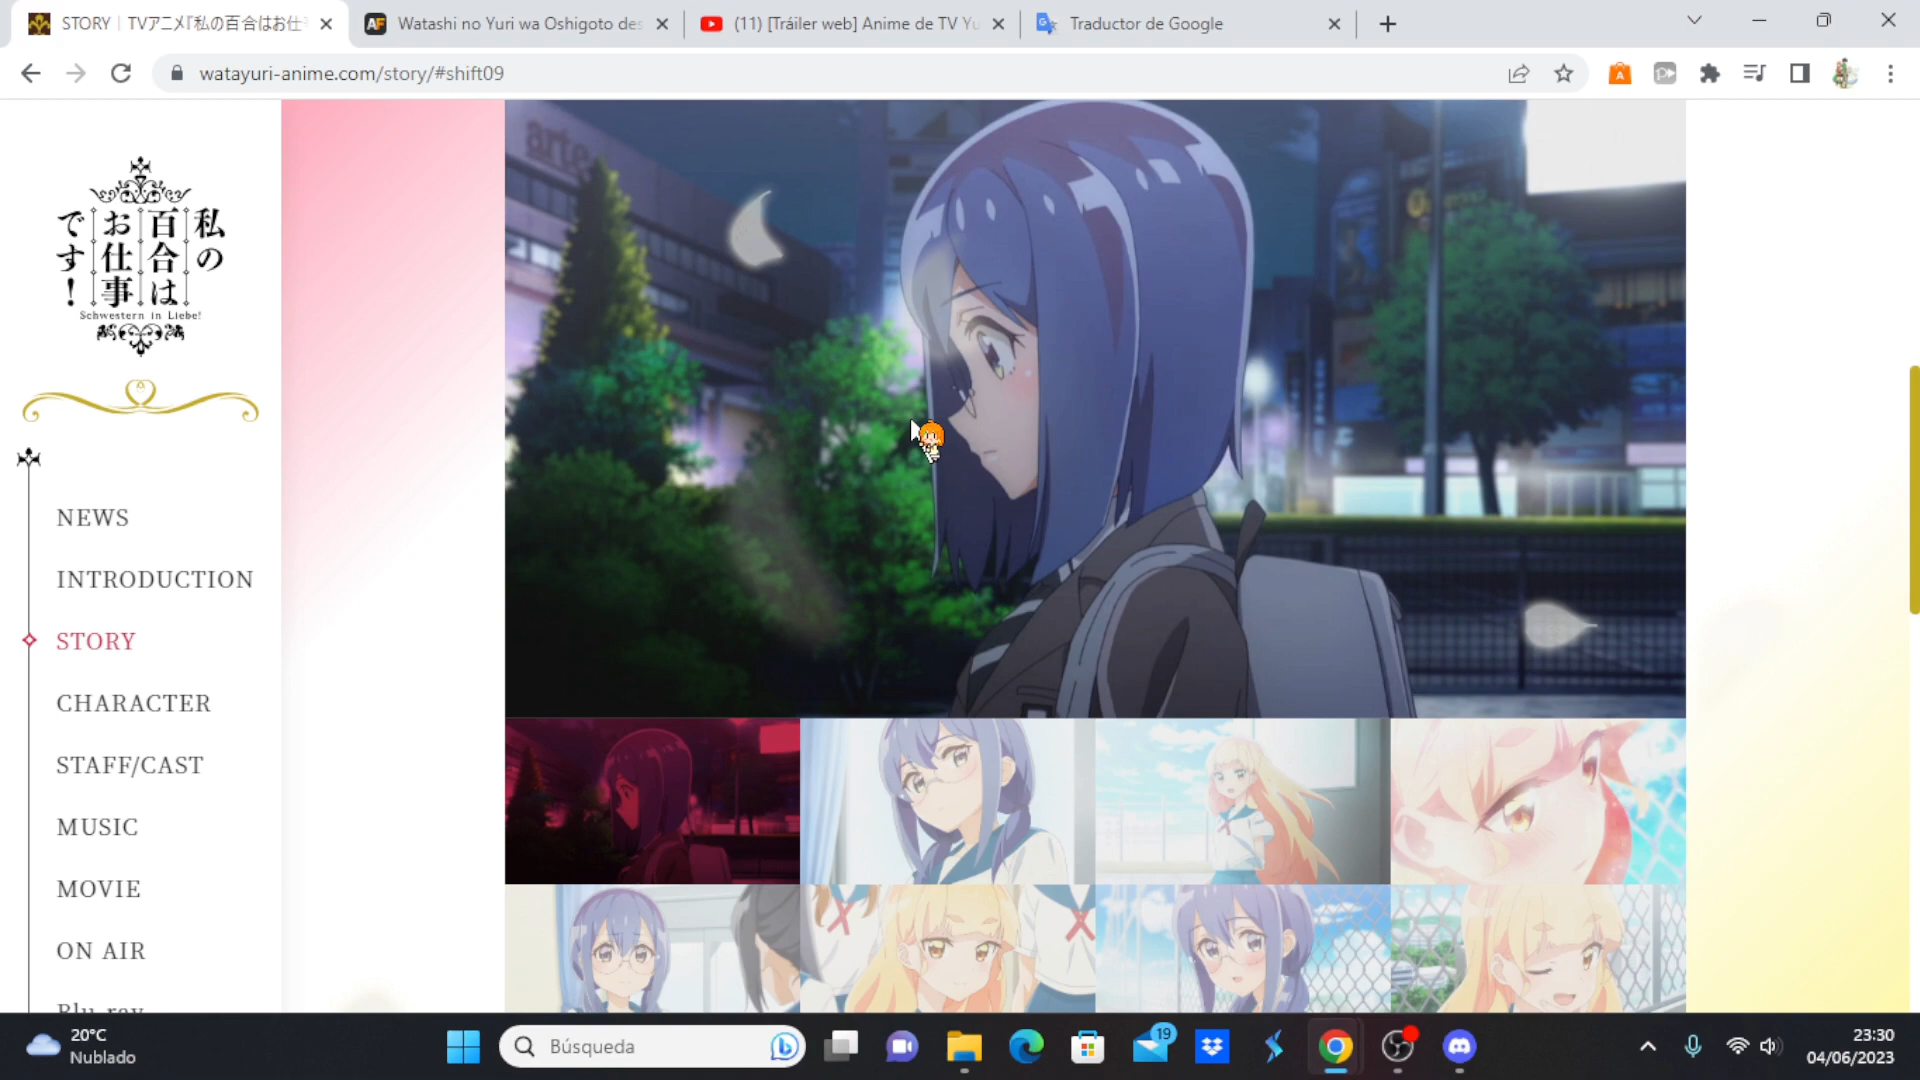 STORY | TVアニメ『私の百合はお仕
Watashi no Yuri wa Oshigoto des
(11) [Tráiler web] Anime de TV Yu
Traductor de Google
watayuri-anime.com/story/#shift09
arte
私の
百合は
お仕事
です!
Schwestern in Liebe!
NEWS
INTRODUCTION
STORY
CHARACTER
STAFF/CAST
MUSIC
MOVIE
ON AIR
Blu-ray
20°C
Nublado
Búsqueda
19
23:30
04/06/2023